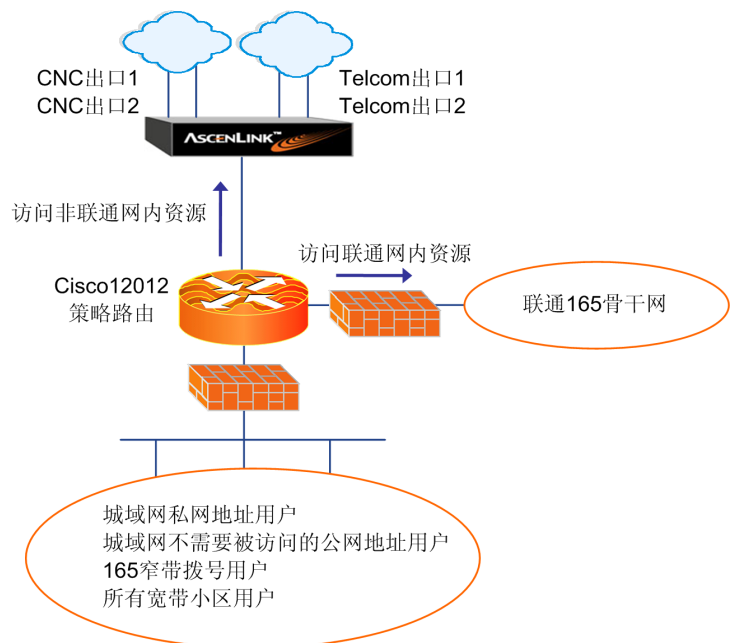 CNC出口1
CNC出口2
Telcom出口1
Telcom出口2
ASCENLINK™
访问非联通网内资源
访问联通网内资源
Cisco12012
策略路由
联通165骨干网
城域网私网地址用户
城域网不需要被访问的公网地址用户
165窄带拨号用户
所有宽带小区用户